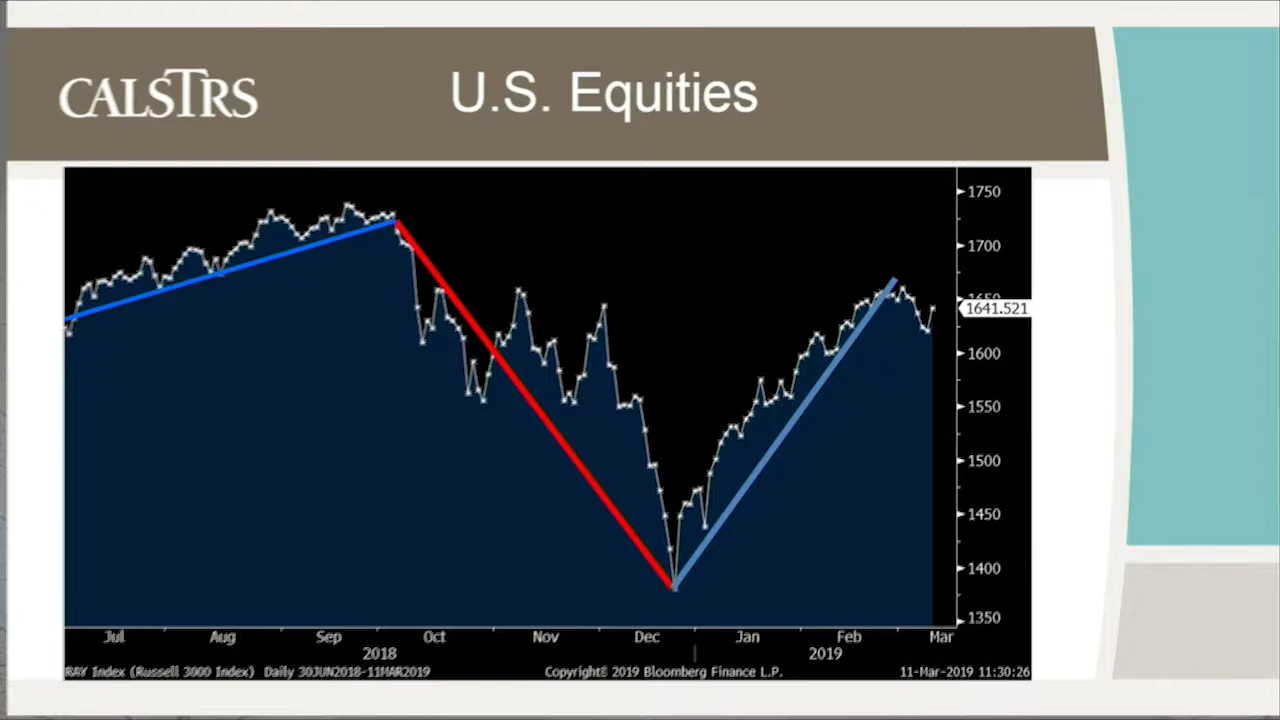 CALSTRS
U.S. Equities
1750
1700
1650
1641.521
1600
1550
1500
1450
1400
1350
Jul Aug Sep Oct Nov Dec Jan Feb Mar
2018 2019
RAY Index (Russell 3000 Index) Daily 30JUN2018-11MAR2019 Copyright© 2019 Bloomberg Finance L.P. 11-Mar-2019 11:30:26